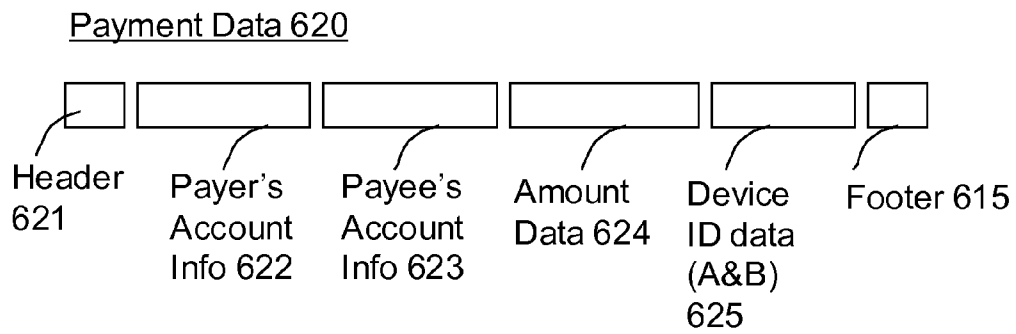 Payment Data 620
Header
621
Payer's
Account
Info 622
Payee's
Account
Info 623
Amount
Data 624
Device
ID data
(A&B)
625
Footer 615